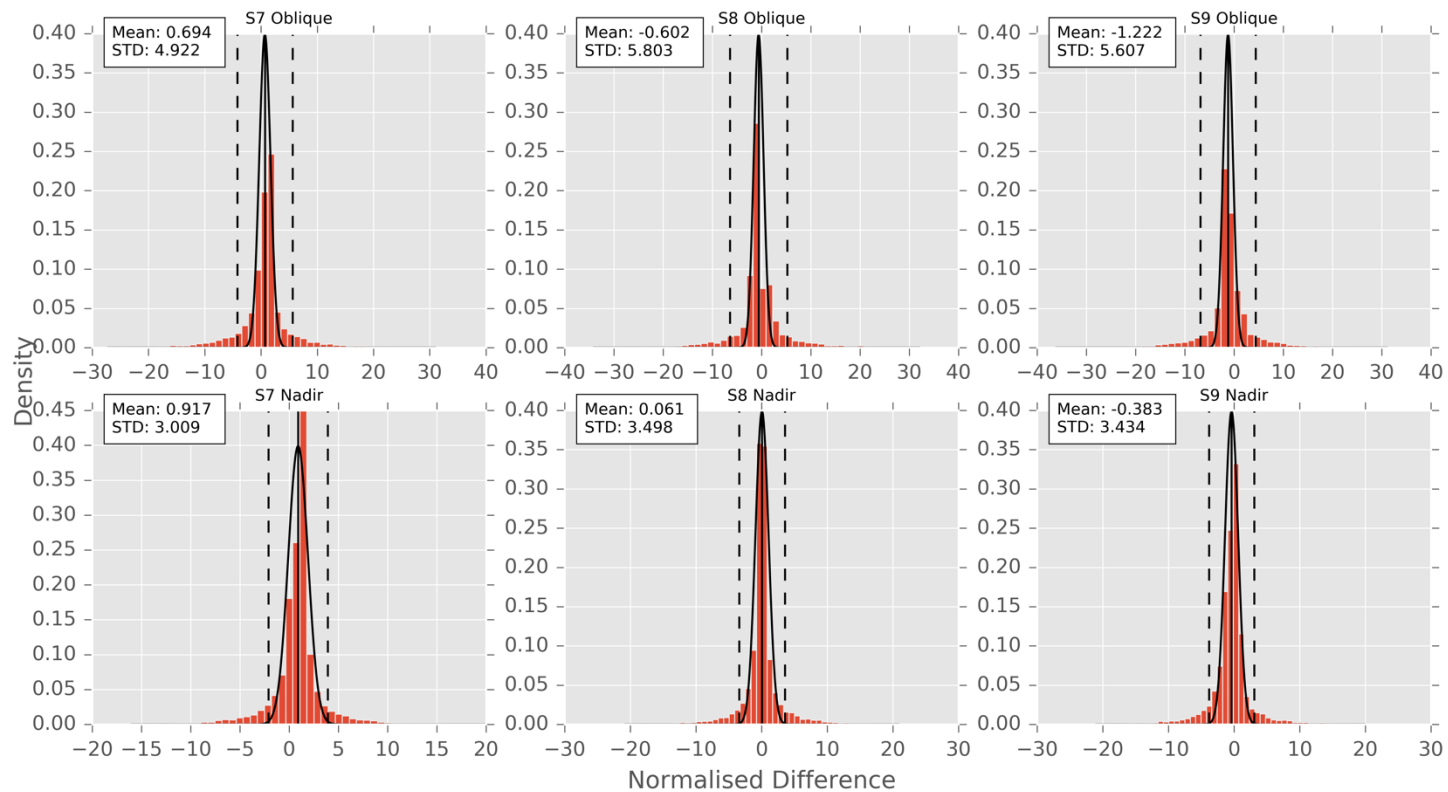 S7 Oblique
Mean: 0.694
STD: 4.922
0.40
0.35
0.30
0.25
0.20
0.15
0.10
0.05
0.00
−30 −20 −10 0 10 20 30 40
S8 Oblique
Mean: -0.602
STD: 5.803
0.40
0.35
0.30
0.25
0.20
0.15
0.10
0.05
0.00
−40 −30 −20 −10 0 10 20 30 40
S9 Oblique
Mean: -1.222
STD: 5.607
0.40
0.35
0.30
0.25
0.20
0.15
0.10
0.05
0.00
−40 −30 −20 −10 0 10 20 30 40
Density
S7 Nadir
Mean: 0.917
STD: 3.009
0.45
0.40
0.35
0.30
0.25
0.20
0.15
0.10
0.05
0.00
−20 −15 −10 −5 0 5 10 15 20
S8 Nadir
Mean: 0.061
STD: 3.498
0.40
0.35
0.30
0.25
0.20
0.15
0.10
0.05
0.00
−30 −20 −10 0 10 20 30
S9 Nadir
Mean: -0.383
STD: 3.434
0.40
0.35
0.30
0.25
0.20
0.15
0.10
0.05
0.00
−30 −20 −10 0 10 20 30
Normalised Difference